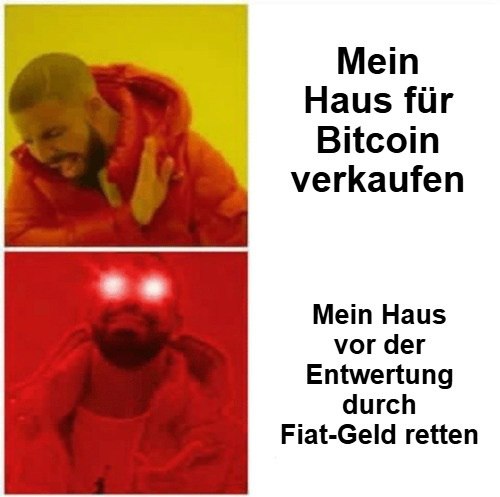 Mein
Haus für
Bitcoin
verkaufen
Mein Haus
vor der
Entwertung
durch
Fiat-Geld retten